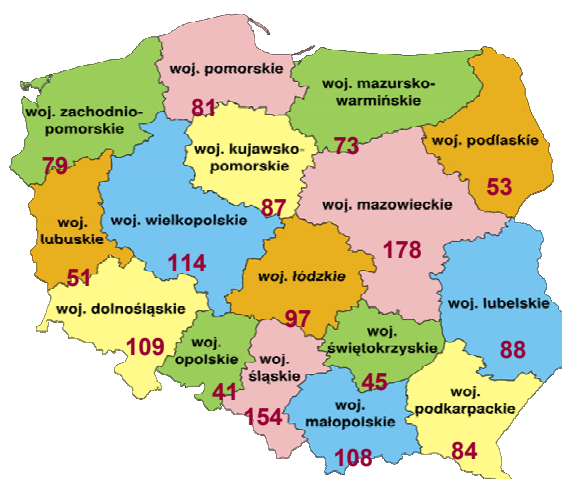 woj. pomorskie
81
woj. mazursko-
warmińskie
73
woj. zachodnio-
pomorskie
79
woj. kujawsko-
pomorskie
87
woj. podlaskie
53
woj.
lubuskie
51
woj. wielkopolskie
114
woj. mazowieckie
178
woj. łódzkie
97
woj. dolnośląskie
109
woj. lubelskie
88
woj.
opolskie
41
woj.
śląskie
154
woj.
świętokrzyskie
45
woj.
małopolskie
108
woj.
podkarpackie
84